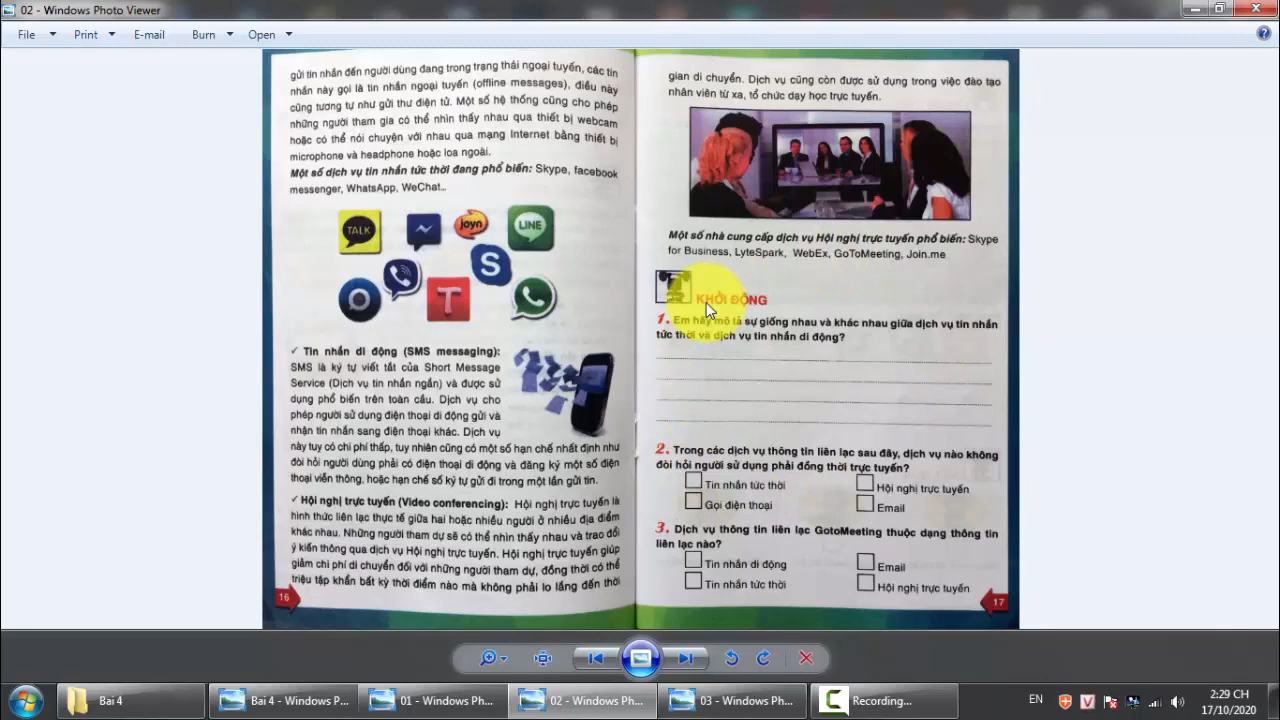 02 - Windows Photo Viewer
File Print E-mail Burn Open
gửi tin nhắn đến người dùng đang trong trạng thái ngoại tuyến, các tin
nhắn này gọi là tin nhắn ngoại tuyến (offline messages), điều này
cũng tương tự như gửi thư điện tử. Một số hệ thống cũng cho phép
những người tham gia có thể nhìn thấy nhau qua thiết bị webcam
hoặc có thể nói chuyện với nhau qua mạng Internet bằng thiết bị
microphone và headphone hoặc loa ngoài.
Một số dịch vụ tin nhắn tức thời đang phổ biến: Skype, facebook
messenger, WhatsApp, WeChat...
TALK
joyn
LINE
S
T
✓ Tin nhắn di động (SMS messaging):
SMS là ký tự viết tắt của Short Message
Service (Dịch vụ tin nhắn ngắn) và được sử
dụng phổ biến trên toàn cầu. Dịch vụ cho
phép người sử dụng điện thoại di động gửi và
nhận tin nhắn sang điện thoại khác. Dịch vụ
này tuy có chi phí thấp, tuy nhiên cũng có một số hạn chế nhất định như
đòi hỏi người dùng phải có điện thoại di động và đăng ký một số điện
thoại viễn thông, hoặc hạn chế số ký tự gửi đi trong một lần gửi tin.
✓ Hội nghị trực tuyến (Video conferencing): Hội nghị trực tuyến là
hình thức liên lạc thực tế giữa hai hoặc nhiều người ở nhiều địa điểm
khác nhau. Những người tham dự sẽ có thể nhìn thấy nhau và trao đổi
ý kiến thông qua dịch vụ Hội nghị trực tuyến. Hội nghị trực tuyến giúp
giảm chi phí di chuyển đối với những người tham dự, đồng thời có thể
triệu tập khẩn bất kỳ thời điểm nào mà không phải lo lắng đến thời
16
gian di chuyển. Dịch vụ cũng còn được sử dụng trong việc đào tạo
nhân viên từ xa, tổ chức dạy học trực tuyến.
Một số nhà cung cấp dịch vụ Hội nghị trực tuyến phổ biến: Skype
for Business, LyteSpark, WebEx, GoToMeeting, Join.me
KHỞI ĐỘNG
1. Em hãy mô tả sự giống nhau và khác nhau giữa dịch vụ tin nhắn
tức thời và dịch vụ tin nhắn di động?
2. Trong các dịch vụ thông tin liên lạc sau đây, dịch vụ nào không
đòi hỏi người sử dụng phải đồng thời trực tuyến?
Tin nhắn tức thời Hội nghị trực tuyến
Gọi điện thoại Email
3. Dịch vụ thông tin liên lạc GotoMeeting thuộc dạng thông tin
liên lạc nào?
Tin nhắn di động Email
Tin nhắn tức thời Hội nghị trực tuyến
17
Bai 4 Bai 4 - Windows P... 01 - Windows Ph... 02 - Windows Ph... 03 - Windows Ph... Recording... EN 2:29 CH
17/10/2020